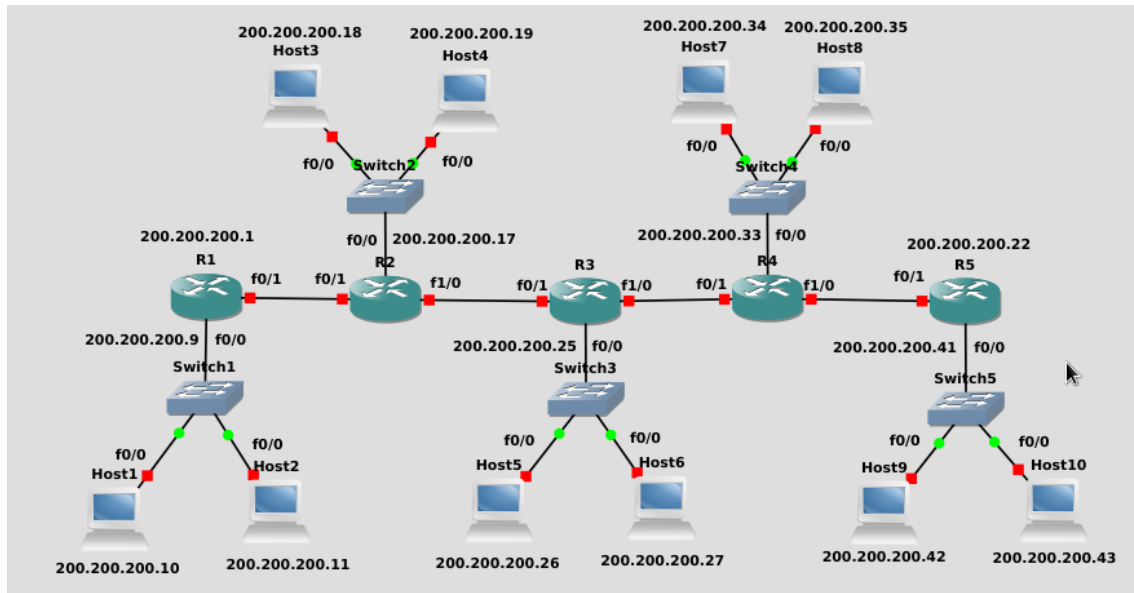 200.200.200.18
Host3
200.200.200.19
Host4
200.200.200.34
Host7
200.200.200.35
Host8
f0/0
f0/0
Switch2
f0/0
f0/0
Switch4
f0/0
200.200.200.17
200.200.200.33
f0/0
200.200.200.1
R1
f0/1
f0/1
R2
f1/0
R3
f0/1
f1/0
R4
f0/1
f1/0
200.200.200.22
R5
f0/1
200.200.200.9
f0/0
Switch1
200.200.200.25
f0/0
Switch3
200.200.200.41
f0/0
Switch5
f0/0
f0/0
Host1
Host2
200.200.200.10
200.200.200.11
f0/0
f0/0
Host5
Host6
200.200.200.26
200.200.200.27
f0/0
f0/0
Host9
Host10
200.200.200.42
200.200.200.43